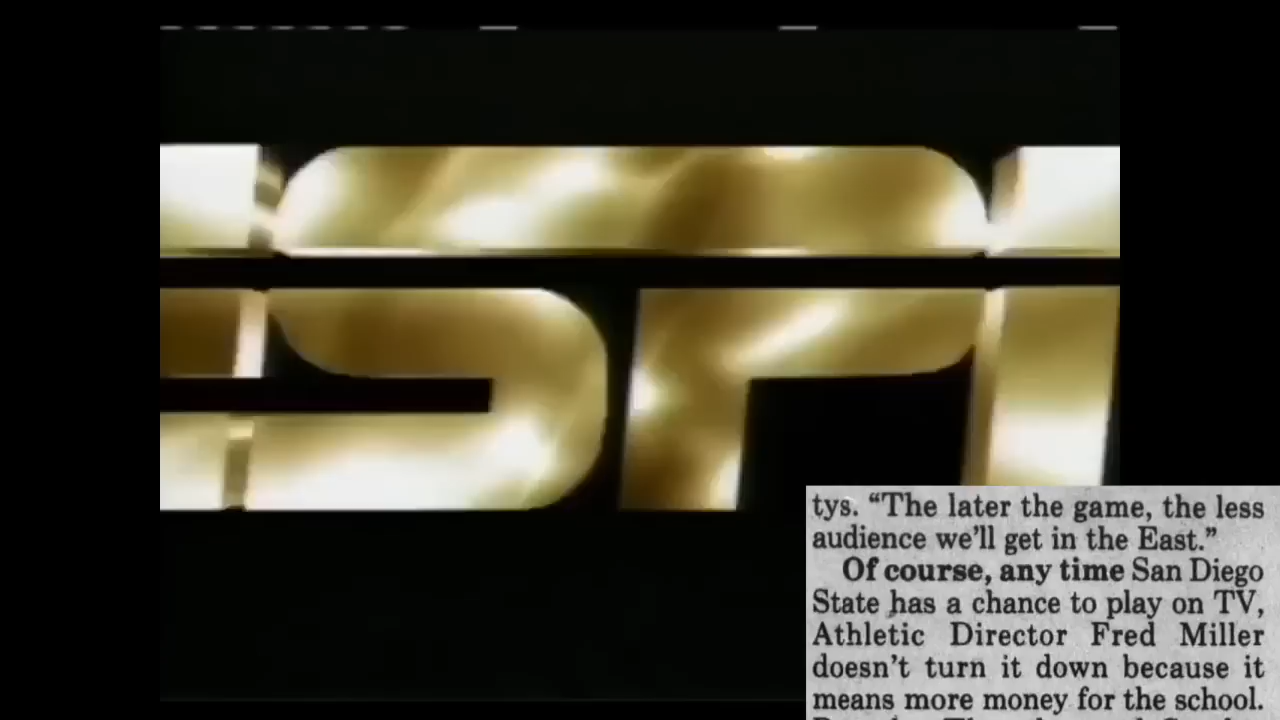 ESPN
tys. “The later the game, the less
audience we’ll get in the East.”
Of course, any time San Diego
State has a chance to play on TV,
Athletic Director Fred Miller
doesn’t turn it down because it
means more money for the school.